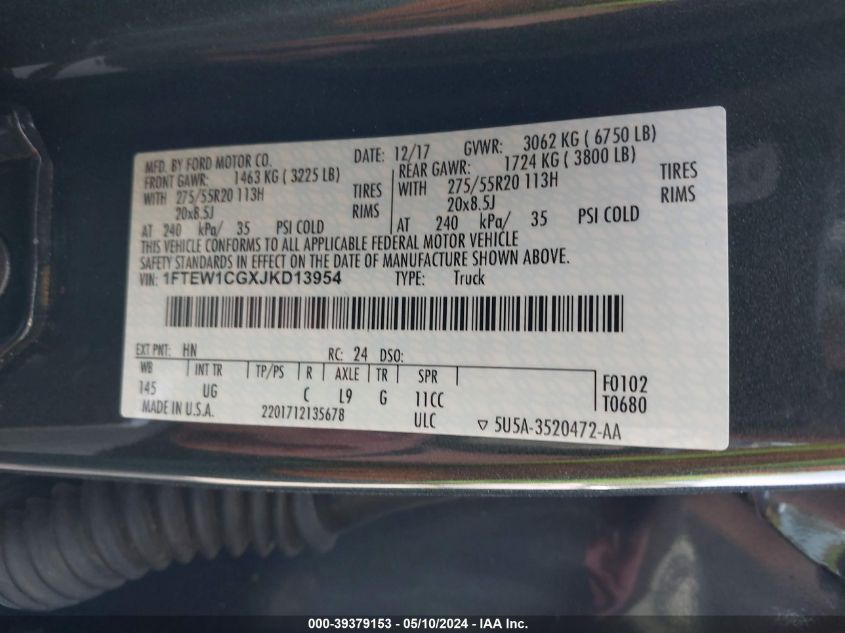 MFD. BY FORD MOTOR CO. DATE: 12/17 GVWR: 3062 KG ( 6750 LB)
FRONT GAWR: 1463 KG ( 3225 LB) REAR GAWR: 1724 KG ( 3800 LB)
WITH 275/55R20 113H TIRES WITH 275/55R20 113H TIRES
20x8.5J RIMS 20x8.5J RIMS
AT 240 kPa/ 35 PSI COLD AT 240 kPa/ 35 PSI COLD
THIS VEHICLE CONFORMS TO ALL APPLICABLE FEDERAL MOTOR VEHICLE
SAFETY STANDARDS IN EFFECT ON THE DATE OF MANUFACTURE SHOWN ABOVE.
VIN: 1FTEW1CGXJKD13954 TYPE: Truck
EXT PNT: HN RC: 24 DSO:
WB INT TR TP/PS R AXLE TR SPR F0102
145 UG C L9 G 11CC T0680
MADE IN U.S.A. 2201712135678 ULC ▽ 5U5A-3520472-AA
000-39379153 - 05/10/2024 - IAA Inc.